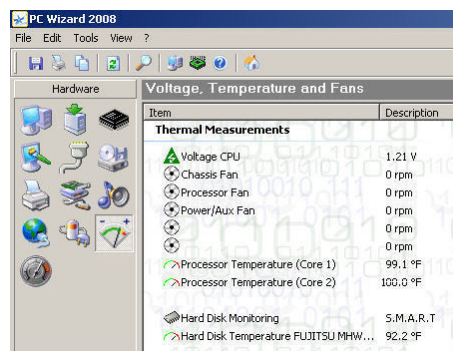 PC Wizard 2008
File Edit Tools View ?
Hardware
Voltage, Temperature and Fans
Item Description
Thermal Measurements
Voltage CPU 1.21 V
Chassis Fan 0 rpm
Processor Fan 0 rpm
Power/Aux Fan 0 rpm
0 rpm
0 rpm
Processor Temperature (Core 1) 99.1 °F
Processor Temperature (Core 2) 100.0 °F
Hard Disk Monitoring S.M.A.R.T
Hard Disk Temperature FUJITSU MHW... 92.2 °F